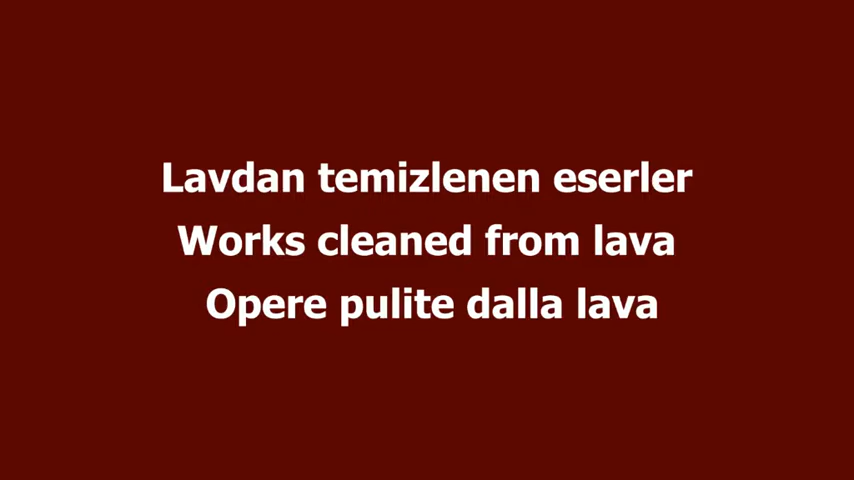 Lavdan temizlenen eserler
Works cleaned from lava
Opere pulite dalla lava